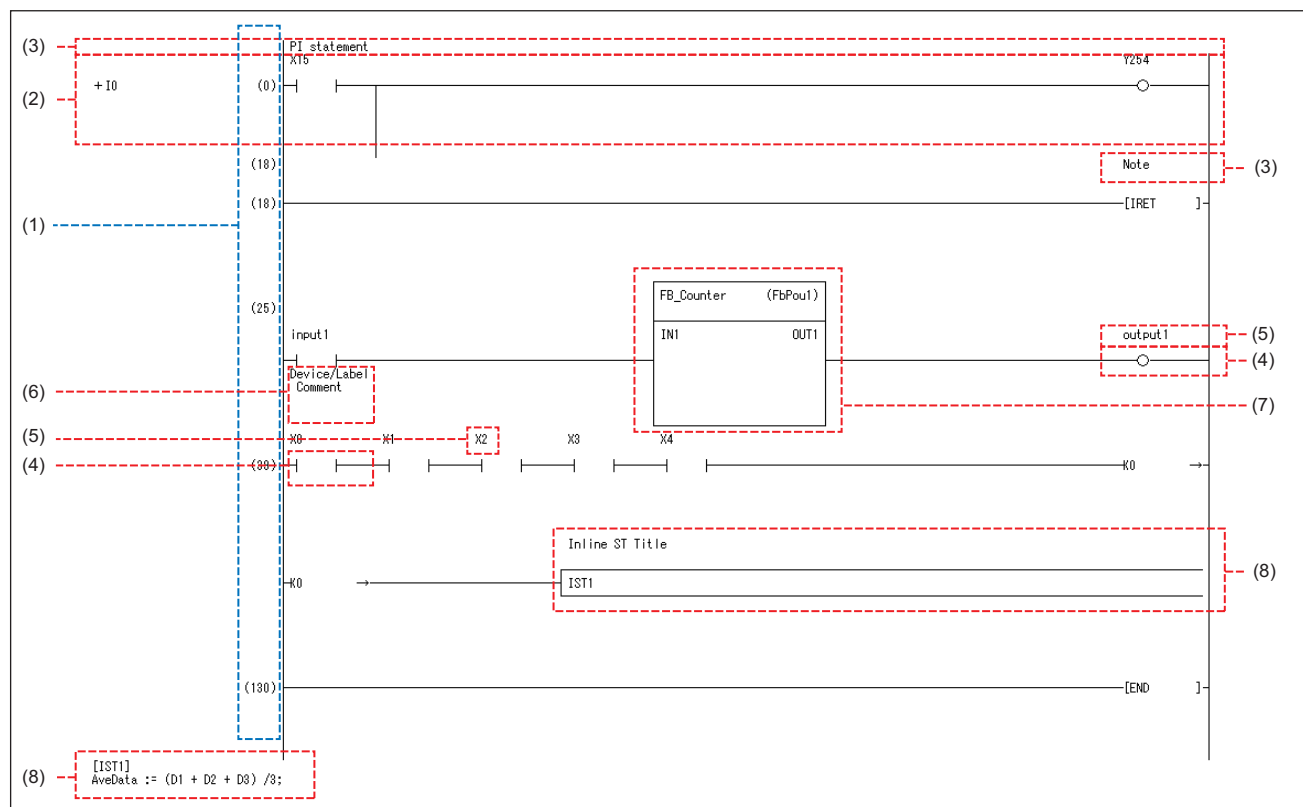 (3) PI statement
X15 Y254
(2) +I0 (0)
(18) Note (3)
(18) [IRET ]
(1)
(25) FB_Counter (FbPou1)
input1 IN1 OUT1 output1 (5)
(4)
Device/Label
(6) Comment
(7)
(5) X0 X1 X2 X3 X4
(4) (30) K0 →
Inline ST Title
(8)
K0 → IST1
(130) [END ]
[IST1]
(8) AveData := (D1 + D2 + D3) /3;